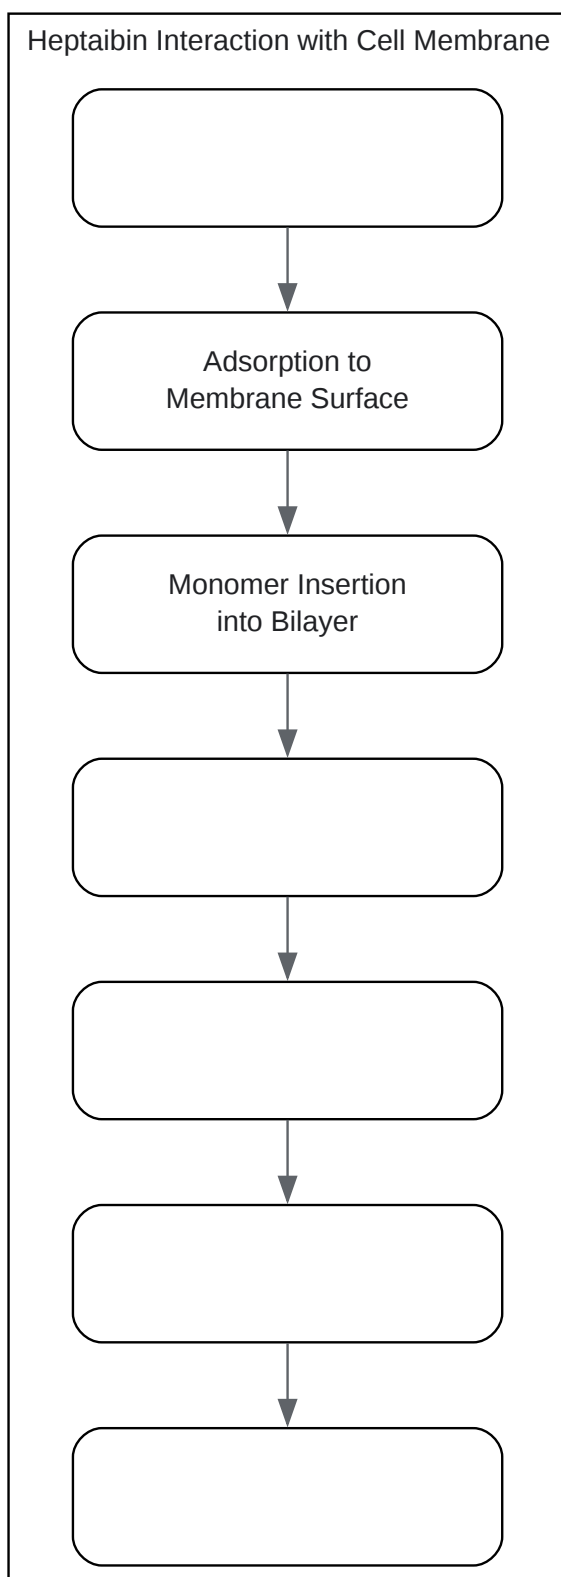 Heptaibin Interaction with Cell Membrane
Adsorption to
Membrane Surface
Monomer Insertion
into Bilayer